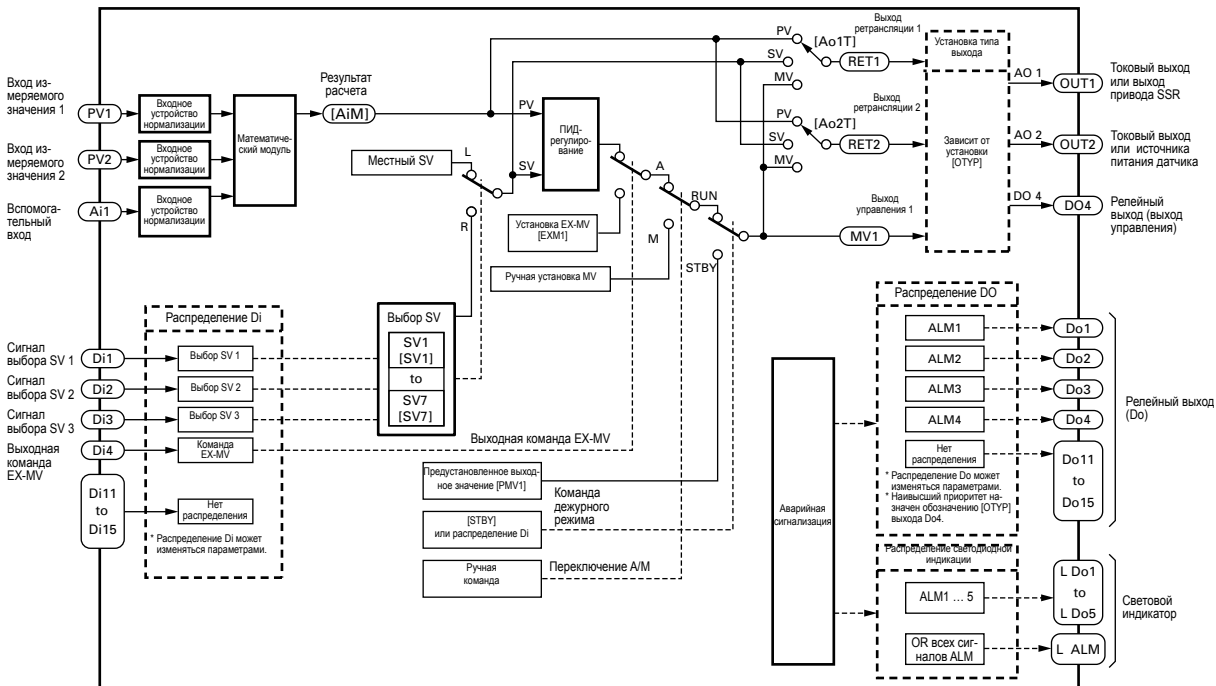 Вход из-
меряемого
значения 1
PV1
Входное
устройство
нормализации
Вход из-
меряемого
значения 2
PV2
Входное
устройство
нормализации
Вспомога-
тельный
вход
Ai1
Входное
устройство
нормализации
Математиче-
ский модуль
Результат
расчета
[AiM]
Местный SV
L
R
PV
SV
ПИД-
регулиро-
вание
Установка EX-MV
[EXM1]
Ручная установка MV
A
M
RUN
STBY
PV
SV
MV
[Ao1T]
Выход
ретрансляции 1
RET1
PV
SV
MV
[Ao2T]
Выход
ретрансляции 2
RET2
Выход
управления 1
MV1
Установка типа
выхода
Зависит от
установки
[OTYP]
AO 1
OUT1
Токовый выход
или выход
привода SSR
AO 2
OUT2
Токовый выход
или источника
питания датчика
DO 4
DO4
Релейный
выход (выход
управления)
Распределение Di
Сигнал
выбора SV 1
Di1
Выбор SV 1
Сигнал
выбора SV 2
Di2
Выбор SV 2
Сигнал
выбора SV 3
Di3
Выбор SV 3
Выходная
команда
EX-MV
Di4
Команда
EX-MV
Di11
to
Di15
Нет
распределения
* Распределение Di может
изменяться параметрами.
Выбор SV
SV1
[SV1]
to
SV7
[SV7]
Выходная команда EX-MV
Предустановленное выход-
ное значение [PMV1]
Команда
дежурного
режима
[STBY]
или распределение Di
Ручная
команда
Переключение A/M
Аварийная
сигнализация
Распределение DO
ALM1
Do1
ALM2
Do2
ALM3
Do3
ALM4
Do4
Нет
распределения
Do11
to
Do15
* Распределение Do может
изменяться параметрами.
* Наивысший приоритет на-
значен обозначению [OTYP]
выхода Do4.
Релейный выход
(Do)
Распределение светодиодной
индикации
ALM1 ... 5
L Do1
to
L Do5
OR всех сиг-
налов ALM
L ALM
Световой
индикатор